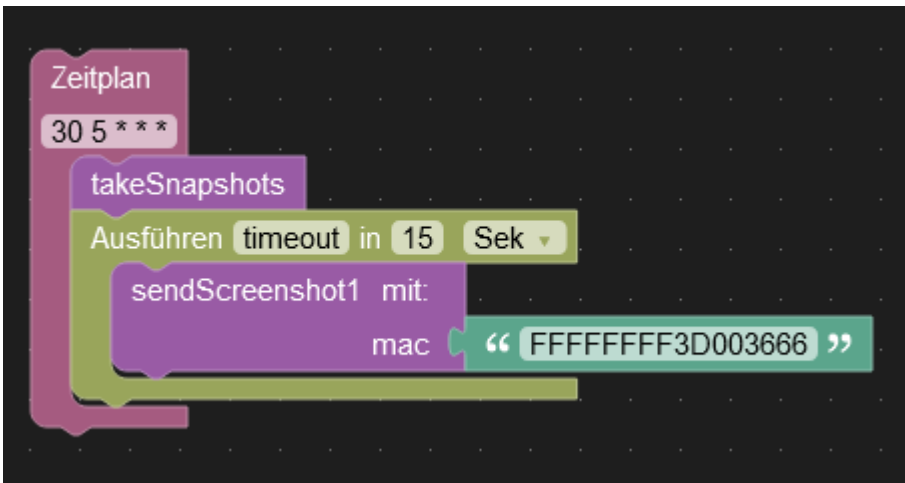 Zeitplan
30 5 * * *
takeSnapshots
Ausführen timeout in 15 Sek
sendScreenshot1 mit:
mac “ FFFFFFFF3D003666 ”